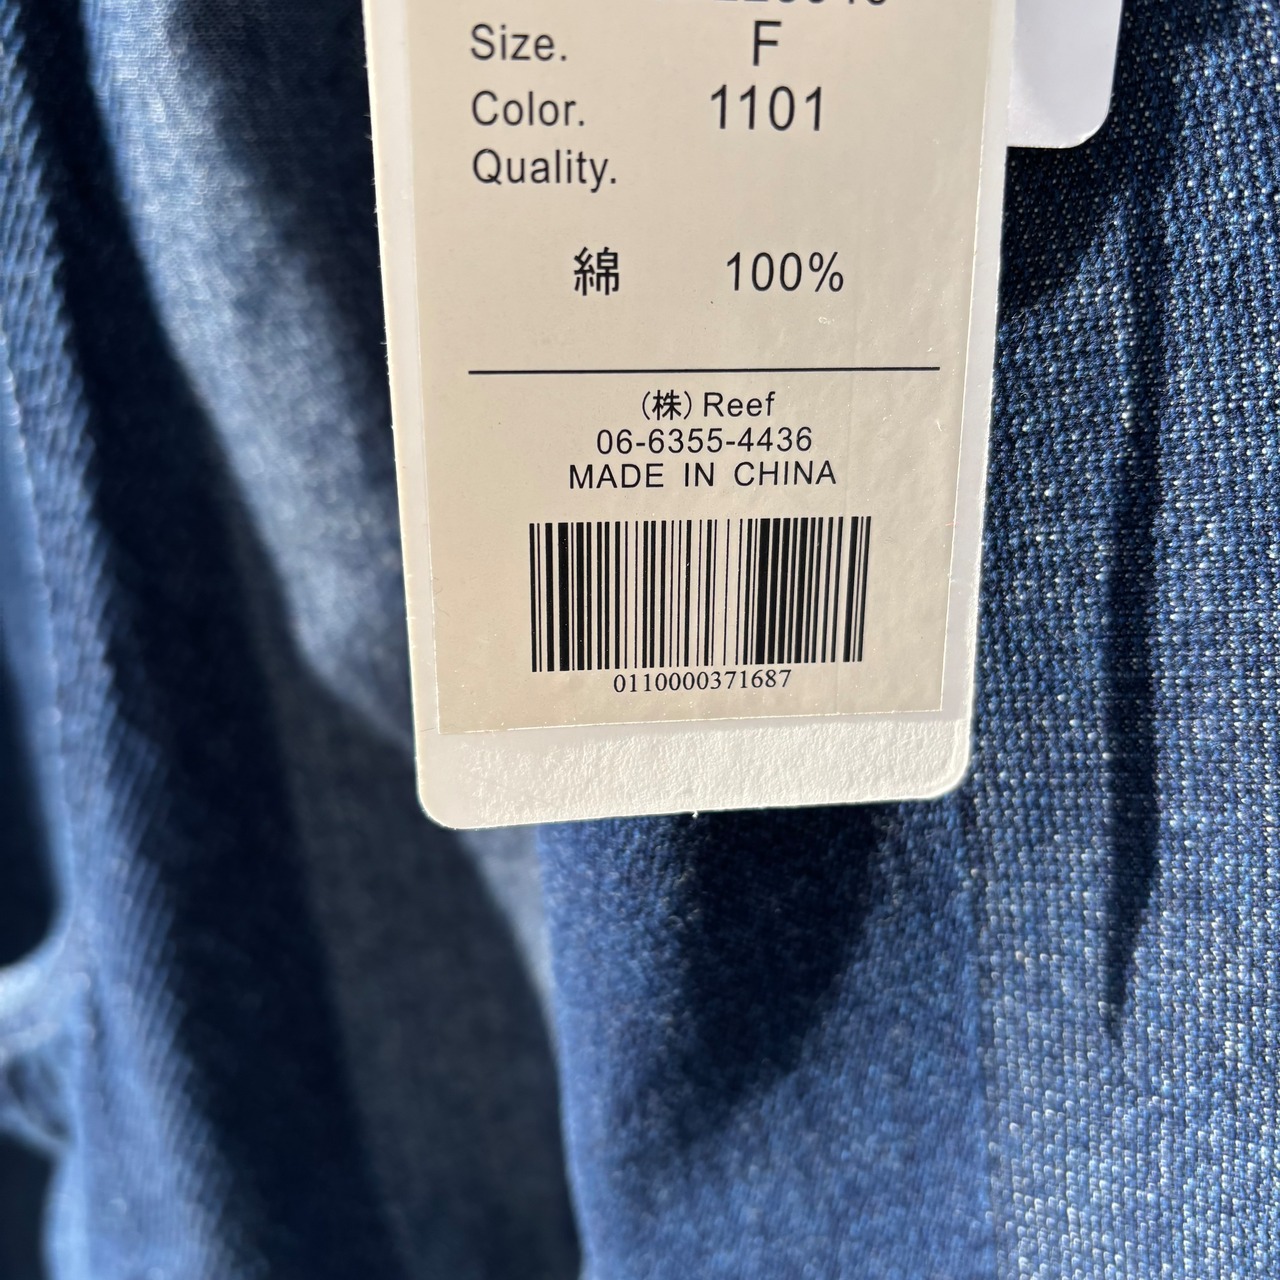 Size. F
Color. 1101
Quality.
綿 100%
(株)Reef
06-6355-4436
MADE IN CHINA
0110000371687